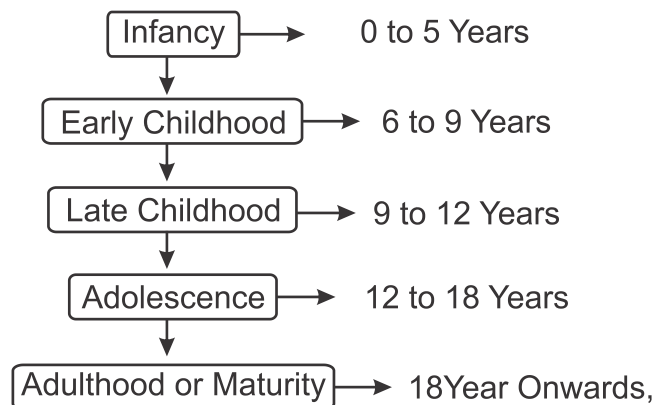 Infancy 0 to 5 Years
Early Childhood 6 to 9 Years
Late Childhood 9 to 12 Years
Adolescence 12 to 18 Years
Adulthood or Maturity 18Year Onwards,